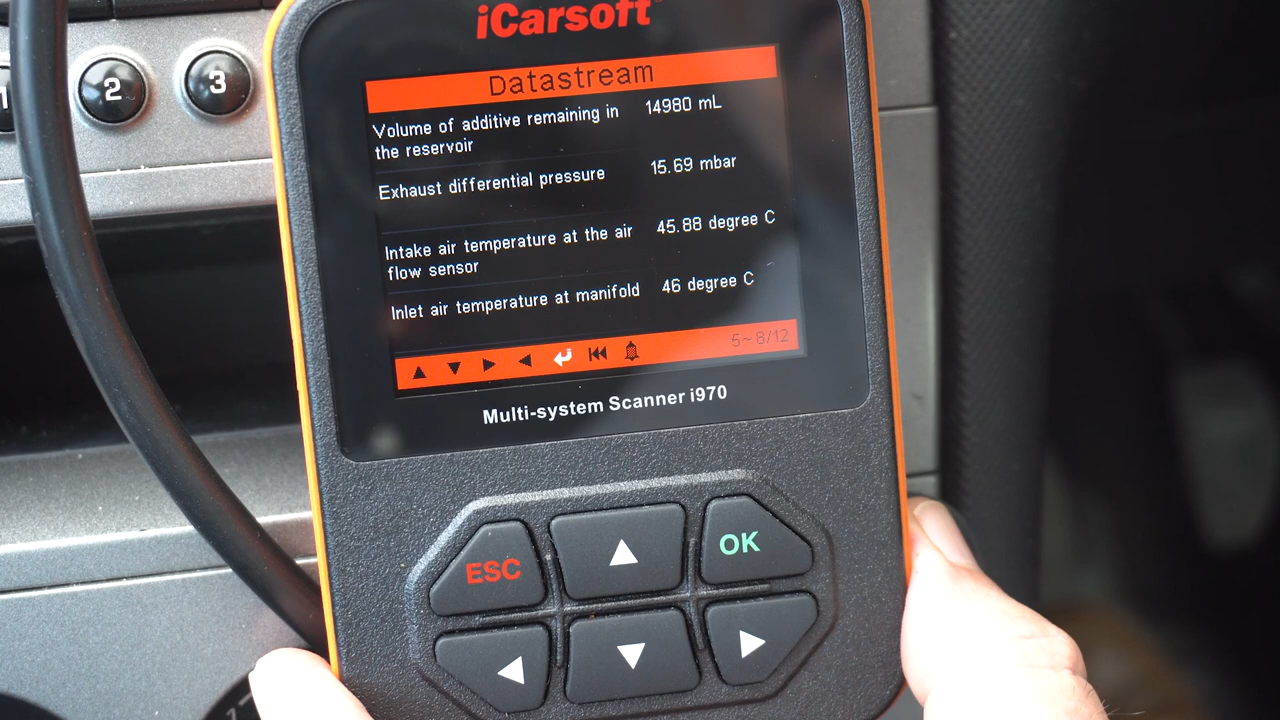 iCarsoft®
1 2 3
Datastream
Volume of additive remaining in the reservoir 14980 mL
Exhaust differential pressure 15.69 mbar
Intake air temperature at the air flow sensor 45.88 degree C
Inlet air temperature at manifold 46 degree C
5~8/12
Multi-system Scanner i970
ESC OK